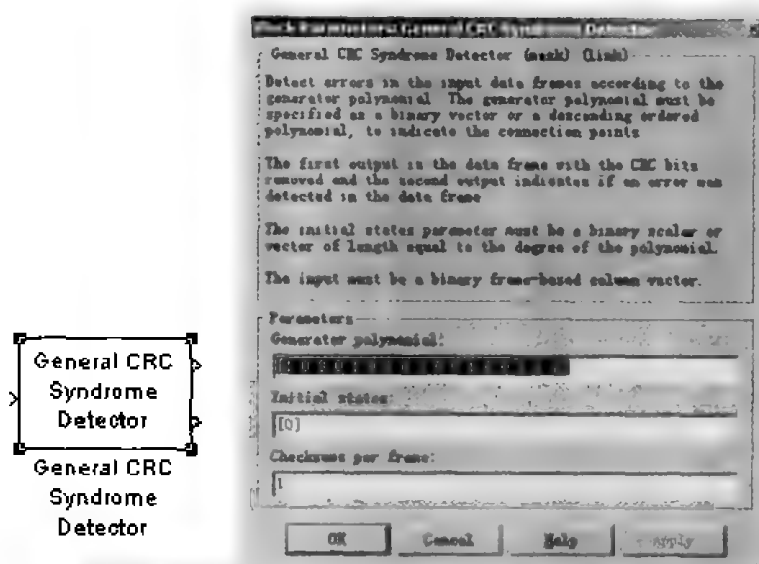 General CRC Syndrome Detector
General CRC Syndrome Detector (mask) (link)
Detect errors in the input data frames according to the
generator polynomial The generator polynomial must be
specified as a binary vector or a descending ordered
polynomial, to indicate the connection points
The first output is the data frame with the CRC bits
removed and the second output indicates if an error was
detected in the data frame
The initial states parameter must be a binary scalar or
vector of length equal to the degree of the polynomial.
The input must be a binary frame-based column vector.
Parameters
Generator polynomial:
Initial states:
[0]
Checksums per frame:
1
OK
Cancel
Help
Apply
General CRC
Syndrome
Detector
General CRC
Syndrome
Detector